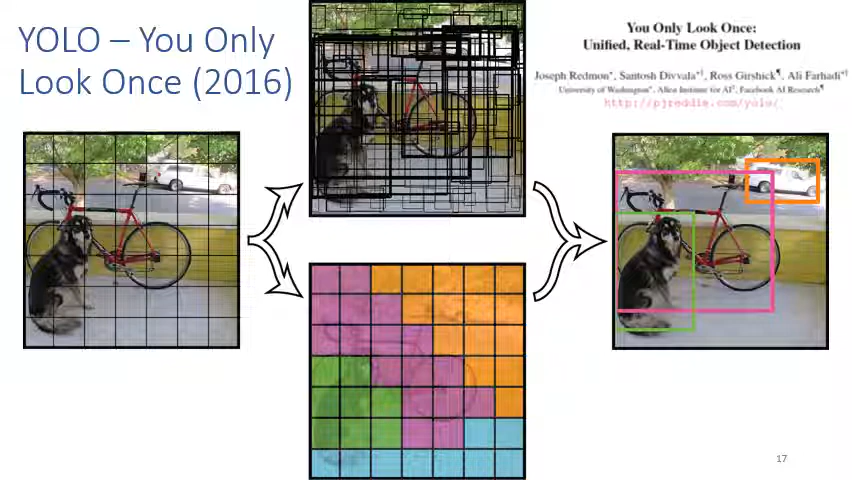 YOLO – You Only
Look Once (2016)
You Only Look Once:
Unified, Real-Time Object Detection
Joseph Redmon*, Santosh Divvala*†, Ross Girshick¶, Ali Farhadi*†
University of Washington*, Allen Institute for AI†, Facebook AI Research¶
http://pjreddie.com/yolo/
17